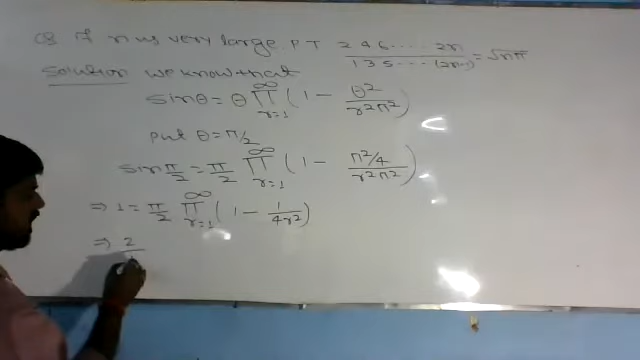 Q. If n is very large. P.T 2 4 6 ..... 2n / 1 3 5 .... (2n-1) = √nπ
Solution we know that
sinθ = θ ∞∏r=1 (1 - θ² / r²π²)
Put θ = π/2
sin π/2 = π/2 ∞∏r=1 (1 - π²/4 / r²π²)
⇒ 1 = π/2 ∞∏r=1 (1 - 1 / 4r²)
⇒ 2